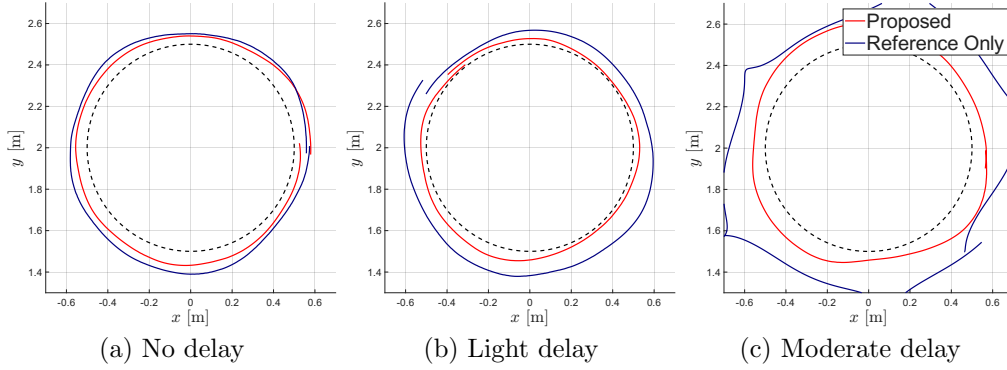 2.6
2.4
2.2
2
1.8
1.6
1.4
y [m]
-0.6 -0.4 -0.2 0 0.2 0.4 0.6
x [m]
(a) No delay
2.6
2.4
2.2
2
1.8
1.6
1.4
y [m]
-0.6 -0.4 -0.2 0 0.2 0.4 0.6
x [m]
(b) Light delay
Proposed
Reference Only
2.6
2.4
2.2
2
1.8
1.6
1.4
y [m]
-0.6 -0.4 -0.2 0 0.2 0.4 0.6
x [m]
(c) Moderate delay